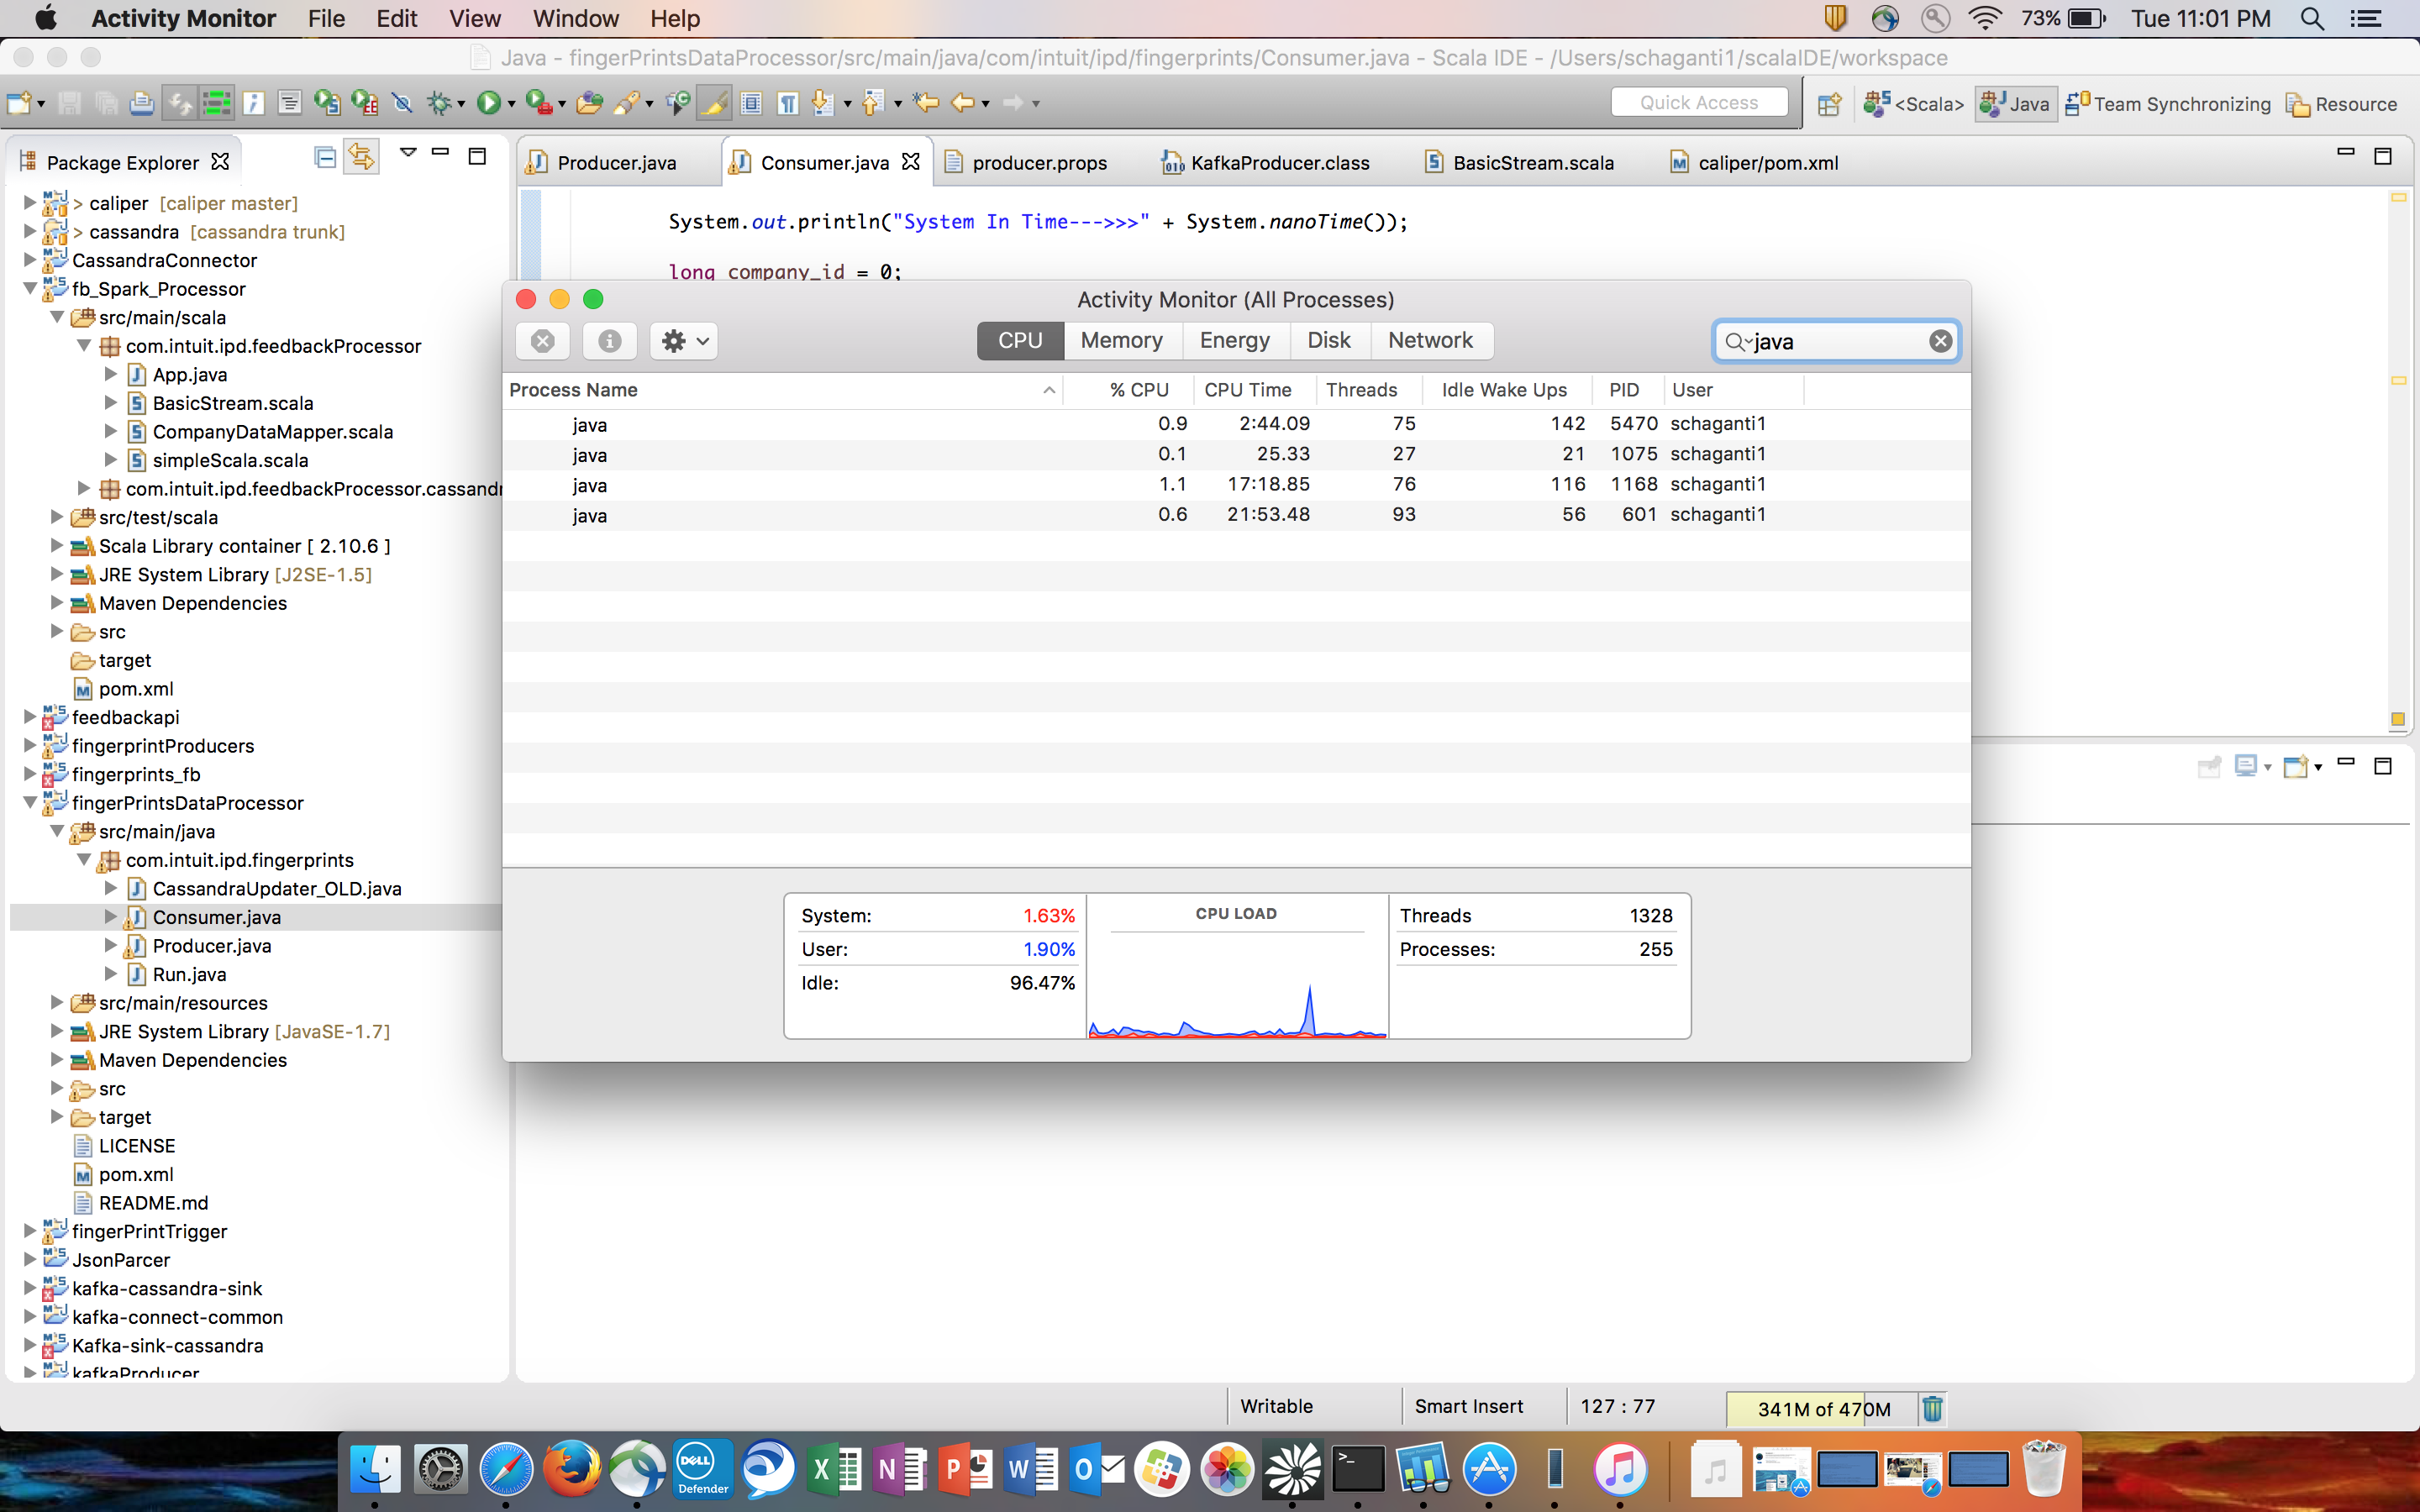 Activity Monitor File Edit View Window Help 73% Tue 11:01 PM
Java - fingerPrintsDataProcessor/src/main/java/com/intuit/ipd/fingerprints/Consumer.java - Scala IDE - /Users/schaganti1/scalaIDE/workspace
Quick Access <Scala> Java Team Synchronizing Resource
Package Explorer
> caliper [caliper master]
> cassandra [cassandra trunk]
CassandraConnector
fb_Spark_Processor
src/main/scala
com.intuit.ipd.feedbackProcessor
App.java
BasicStream.scala
CompanyDataMapper.scala
simpleScala.scala
com.intuit.ipd.feedbackProcessor.cassandr
src/test/scala
Scala Library container [ 2.10.6 ]
JRE System Library [J2SE-1.5]
Maven Dependencies
src
target
pom.xml
feedbackapi
fingerprintProducers
fingerprints_fb
fingerPrintsDataProcessor
src/main/java
com.intuit.ipd.fingerprints
CassandraUpdater_OLD.java
Consumer.java
Producer.java
Run.java
src/main/resources
JRE System Library [JavaSE-1.7]
Maven Dependencies
src
target
LICENSE
pom.xml
README.md
fingerPrintTrigger
JsonParcer
kafka-cassandra-sink
kafka-connect-common
Kafka-sink-cassandra
kafkaProducer
Producer.java Consumer.java producer.props KafkaProducer.class BasicStream.scala caliper/pom.xml
System.out.println("System In Time--->>>" + System.nanoTime());
long company_id = 0;
Activity Monitor (All Processes)
CPU Memory Energy Disk Network java
Process Name % CPU CPU Time Threads Idle Wake Ups PID User
java 0.9 2:44.09 75 142 5470 schaganti1
java 0.1 25.33 27 21 1075 schaganti1
java 1.1 17:18.85 76 116 1168 schaganti1
java 0.6 21:53.48 93 56 601 schaganti1
System: 1.63% CPU LOAD Threads 1328
User: 1.90% Processes: 255
Idle: 96.47%
Writable Smart Insert 127 : 77 341M of 470M
DELL
Defender